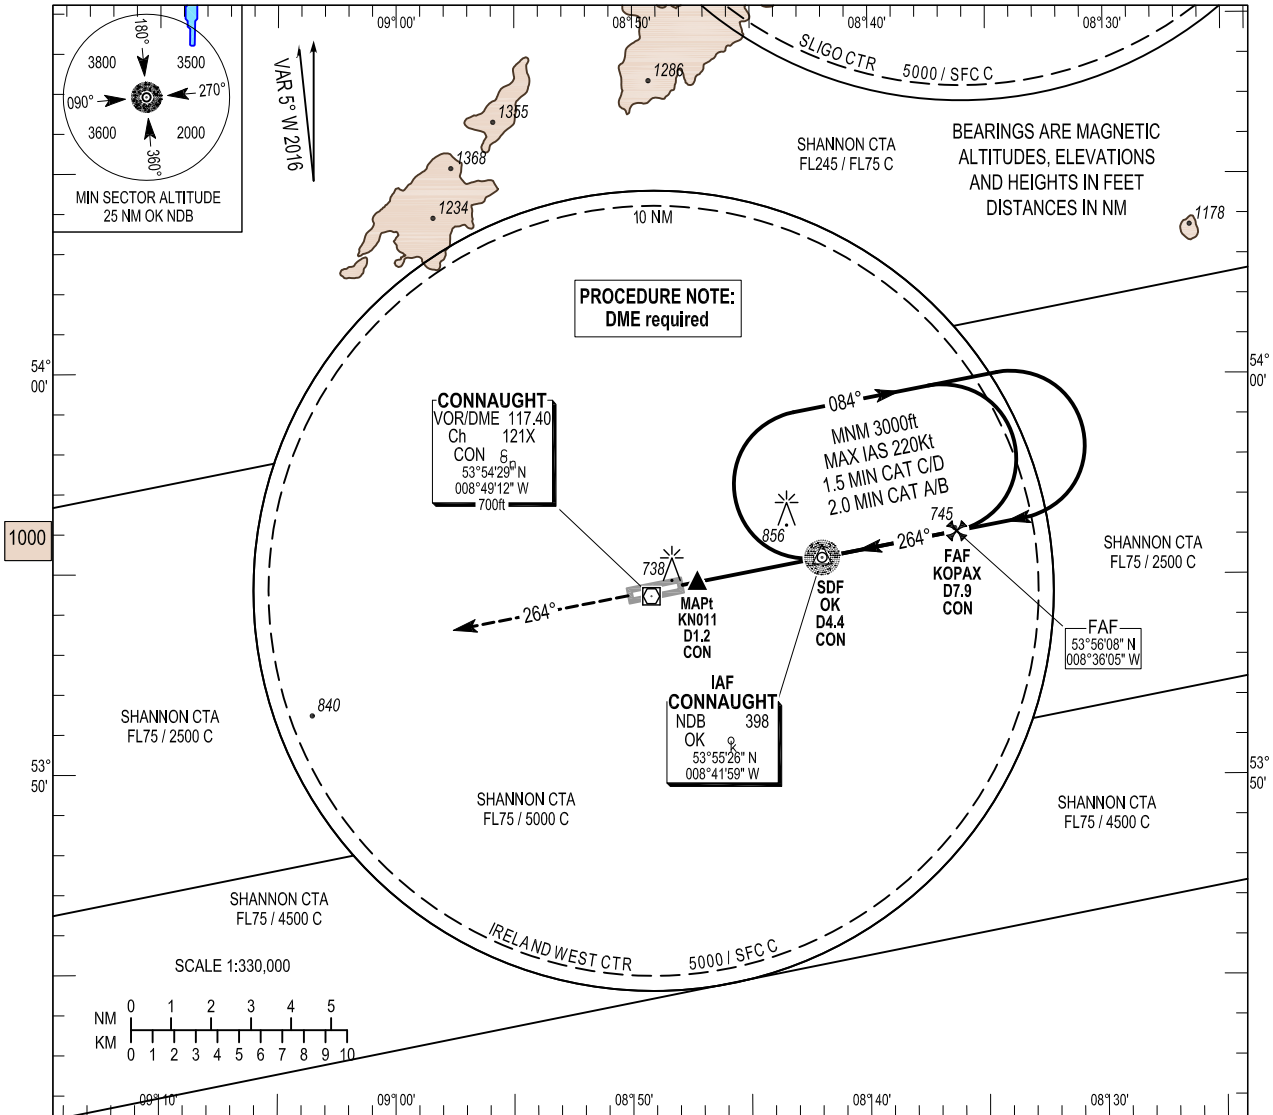 09°00'
08°50'
08°40'
08°30'
180°
3800
3500
090°
270°
3600
2000
360°
MIN SECTOR ALTITUDE
25 NM OK NDB
VAR 5° W 2016
1286
1355
1368
1234
SLIGO CTR 5000 / SFC C
SHANNON CTA
FL245 / FL75 C
BEARINGS ARE MAGNETIC
ALTITUDES, ELEVATIONS
AND HEIGHTS IN FEET
DISTANCES IN NM
1178
10 NM
PROCEDURE NOTE:
DME required
54°
00'
54°
00'
CONNAUGHT
VOR/DME 117.40
Ch 121X
CON
53°54'29" N
008°49'12" W
700ft
084°
MNM 3000ft
MAX IAS 220Kt
1.5 MIN CAT C/D
2.0 MIN CAT A/B
745
856
264°
1000
738
264°
MAPt
KN011
D1.2
CON
SDF
OK
D4.4
CON
FAF
KOPAX
D7.9
CON
SHANNON CTA
FL75 / 2500 C
FAF
53°56'08" N
008°36'05" W
IAF
CONNAUGHT
NDB 398
OK
53°55'26" N
008°41'59" W
840
SHANNON CTA
FL75 / 2500 C
53°
50'
53°
50'
SHANNON CTA
FL75 / 5000 C
SHANNON CTA
FL75 / 4500 C
SHANNON CTA
FL75 / 4500 C
IRELAND WEST CTR 5000 / SFC C
SCALE 1:330,000
NM 0 1 2 3 4 5
KM 0 1 2 3 4 5 6 7 8 9 10
09°10'
09°00'
08°50'
08°40'
08°30'